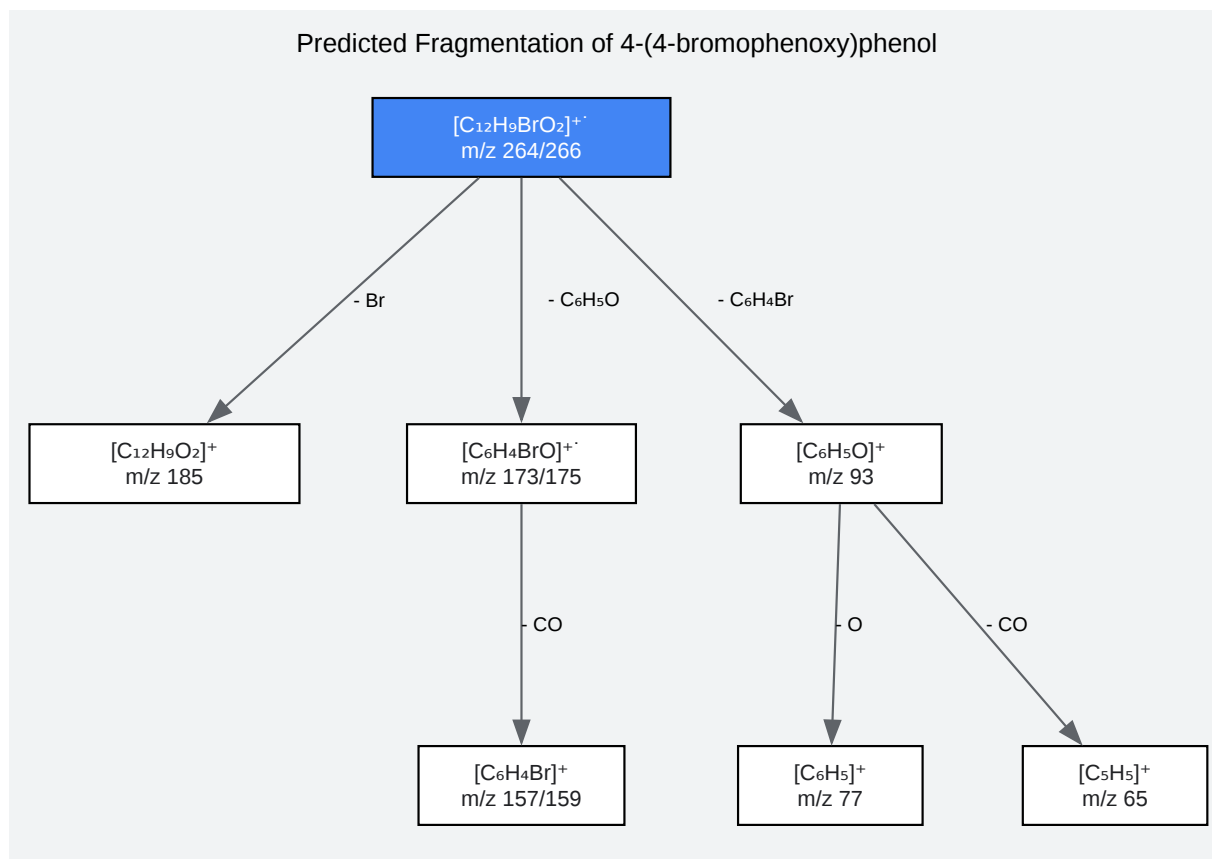 Predicted Fragmentation of 4-(4-bromophenoxy)phenol
[C₁₂H₉BrO₂]⁺˙
m/z 264/266
- Br
- C₆H₅O
- C₆H₄Br
[C₁₂H₉O₂]⁺
m/z 185
[C₆H₄BrO]⁺˙
m/z 173/175
[C₆H₅O]⁺
m/z 93
- CO
- O
- CO
[C₆H₄Br]⁺
m/z 157/159
[C₆H₅]⁺
m/z 77
[C₅H₅]⁺
m/z 65